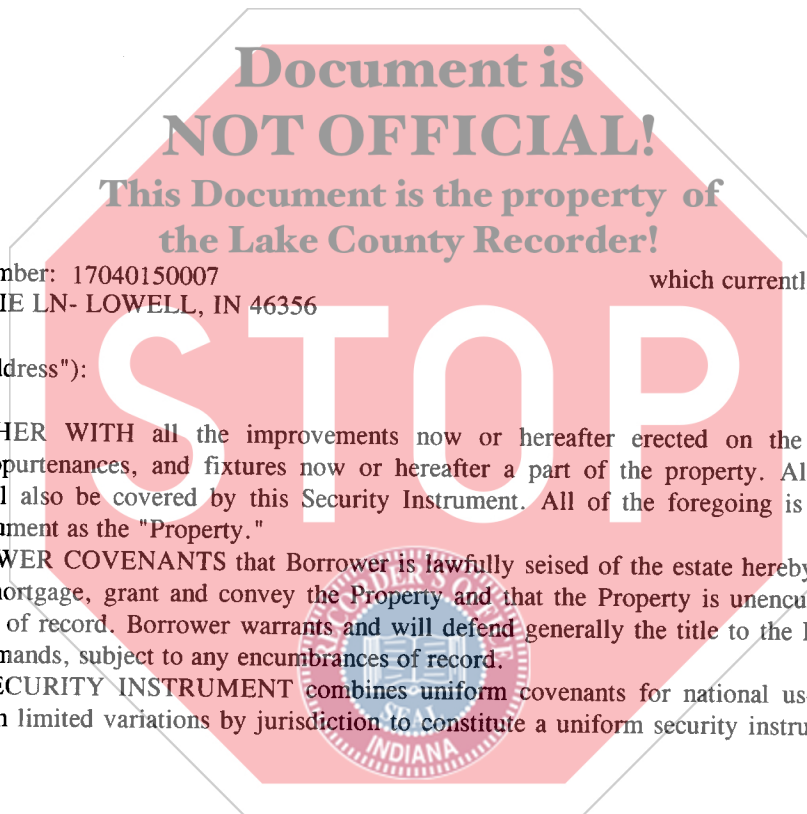 Document is
NOT OFFICIAL!
This Document is the property of
the Lake County Recorder!
mber: 17040150007 which currentl
IE LN- LOWELL, IN 46356
ddress"):
STOP
HER WITH all the improvements now or hereafter erected on the
ppurtenances, and fixtures now or hereafter a part of the property. Al
l also be covered by this Security Instrument. All of the foregoing is
ument as the "Property."
WER COVENANTS that Borrower is lawfully seised of the estate hereby
nortgage, grant and convey the Property and that the Property is unencu
of record. Borrower warrants and will defend generally the title to the
mands, subject to any encumbrances of record.
ECURITY INSTRUMENT combines uniform covenants for national us
h limited variations by jurisdiction to constitute a uniform security instru
RECORDER'S OFFICE
SEAL
INDIANA